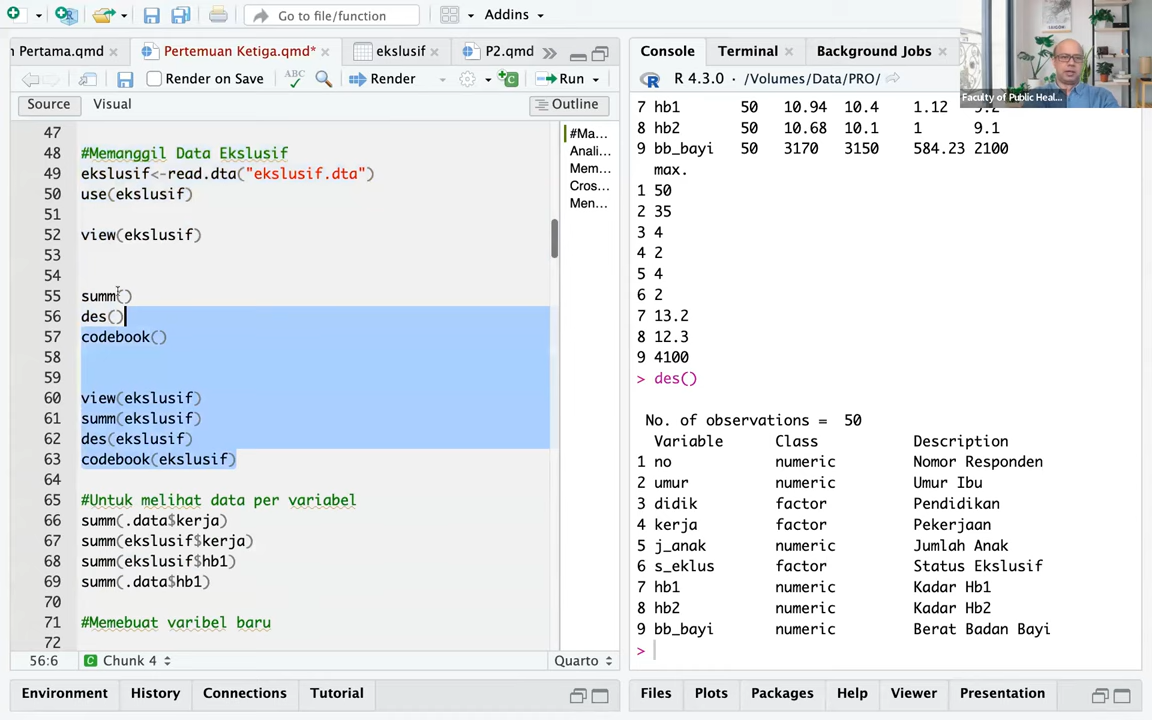 Go to file/function
Addins
n Pertama.qmd
Pertemuan Ketiga.qmd*
ekslusif
P2.qmd
Render on Save
ABC
Render
Run
Source
Visual
Outline
47
48 #Memanggil Data Ekslusif
49 ekslusif<-read.dta("ekslusif.dta")
50 use(ekslusif)
51
52 view(ekslusif)
53
54
55 summ()
56 des()
57 codebook()
58
59
60 view(ekslusif)
61 summ(ekslusif)
62 des(ekslusif)
63 codebook(ekslusif)
64
65 #Untuk melihat data per variabel
66 summ(.data$kerja)
67 summ(ekslusif$kerja)
68 summ(ekslusif$hb1)
69 summ(.data$hb1)
70
71 #Memebuat varibel baru
72
#Ma...
Anali...
Mem...
Cros...
Men...
56:6
C Chunk 4
Quarto
Environment
History
Connections
Tutorial
Console
Terminal
Background Jobs
R 4.3.0 · /Volumes/Data/PRO/
Faculty of Public Heal...
7 hb1 50 10.94 10.4 1.12 9.2
8 hb2 50 10.68 10.1 1 9.1
9 bb_bayi 50 3170 3150 584.23 2100
max.
1 50
2 35
3 4
4 2
5 4
6 2
7 13.2
8 12.3
9 4100
> des()
No. of observations = 50
Variable Class Description
1 no numeric Nomor Responden
2 umur numeric Umur Ibu
3 didik factor Pendidikan
4 kerja factor Pekerjaan
5 j_anak numeric Jumlah Anak
6 s_eklus factor Status Ekslusif
7 hb1 numeric Kadar Hb1
8 hb2 numeric Kadar Hb2
9 bb_bayi numeric Berat Badan Bayi
>
Files
Plots
Packages
Help
Viewer
Presentation